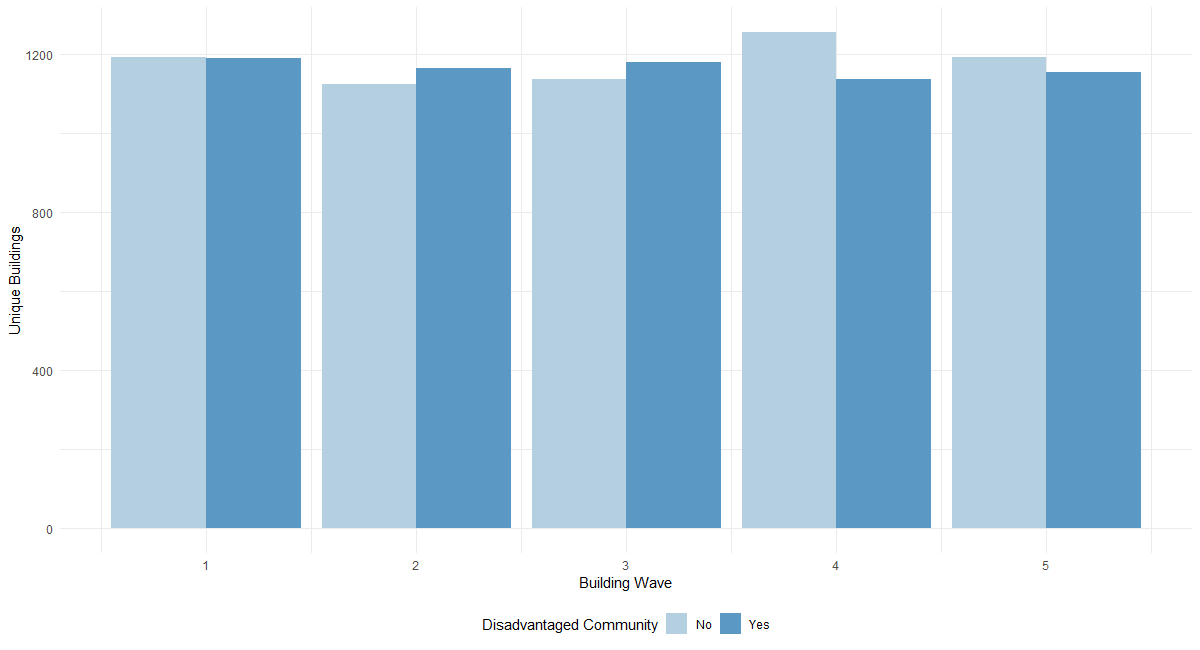 Unique Buildings
1200
800
400
0
1 2 3 4 5
Building Wave
Disadvantaged Community No Yes